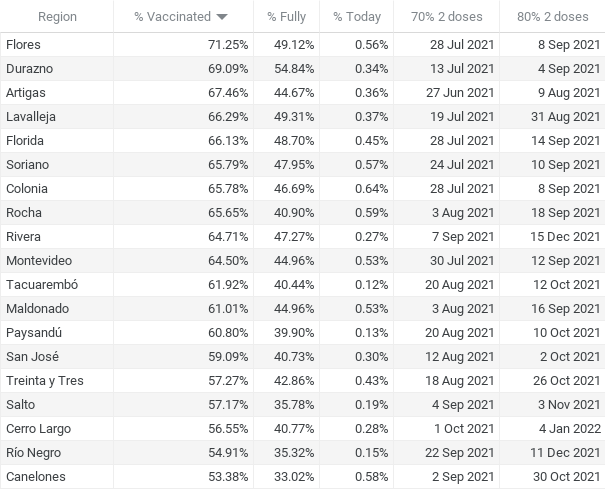 Region % Vaccinated % Fully % Today 70% 2 doses 80% 2 doses
Flores 71.25% 49.12% 0.56% 28 Jul 2021 8 Sep 2021
Durazno 69.09% 54.84% 0.34% 13 Jul 2021 4 Sep 2021
Artigas 67.46% 44.67% 0.36% 27 Jun 2021 9 Aug 2021
Lavalleja 66.29% 49.31% 0.37% 19 Jul 2021 31 Aug 2021
Florida 66.13% 48.70% 0.45% 28 Jul 2021 14 Sep 2021
Soriano 65.79% 47.95% 0.57% 24 Jul 2021 10 Sep 2021
Colonia 65.78% 46.69% 0.64% 28 Jul 2021 8 Sep 2021
Rocha 65.65% 40.90% 0.59% 3 Aug 2021 18 Sep 2021
Rivera 64.71% 47.27% 0.27% 7 Sep 2021 15 Dec 2021
Montevideo 64.50% 44.96% 0.53% 30 Jul 2021 12 Sep 2021
Tacuarembó 61.92% 40.44% 0.12% 20 Aug 2021 12 Oct 2021
Maldonado 61.01% 44.96% 0.53% 3 Aug 2021 16 Sep 2021
Paysandú 60.80% 39.90% 0.13% 20 Aug 2021 10 Oct 2021
San José 59.09% 40.73% 0.30% 12 Aug 2021 2 Oct 2021
Treinta y Tres 57.27% 42.86% 0.43% 18 Aug 2021 26 Oct 2021
Salto 57.17% 35.78% 0.19% 4 Sep 2021 3 Nov 2021
Cerro Largo 56.55% 40.77% 0.28% 1 Oct 2021 4 Jan 2022
Río Negro 54.91% 35.32% 0.15% 22 Sep 2021 11 Dec 2021
Canelones 53.38% 33.02% 0.58% 2 Sep 2021 30 Oct 2021